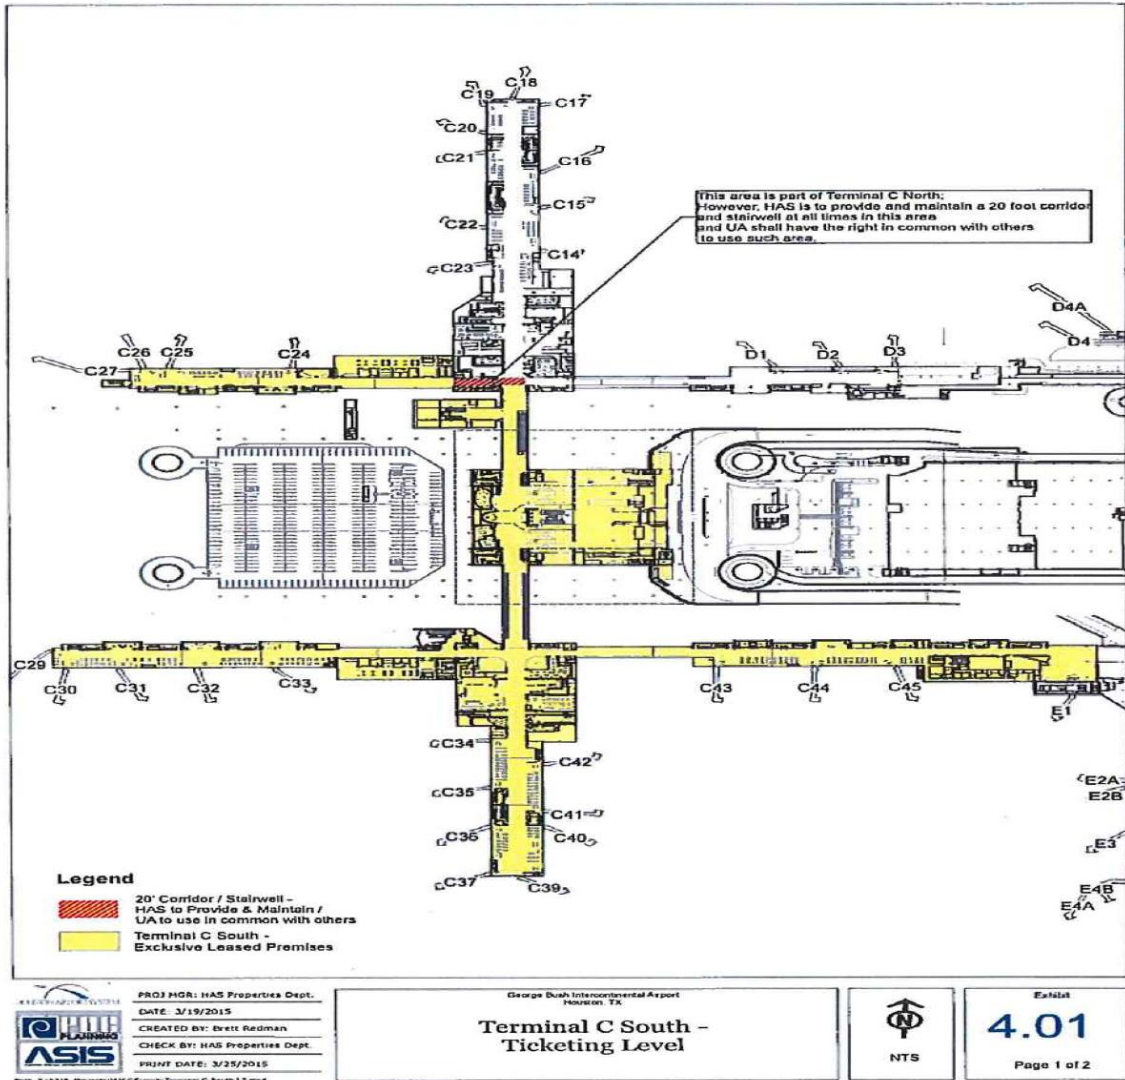 C18
C19
C17
C20
C21
C16
C15
C22
C14
C23
This area is part of Terminal C North;
However, HAS is to provide and maintain a 20 foot corridor
and stairwell at all times in this area
and UA shall have the right in common with others
to use such area.
D4A
D4
C26
C25
C24
C27
D1
D2
D3
C29
C30
C31
C32
C33
C43
C44
C45
E1
C34
C42
C35
C41
C36
C40
C37
C39
E2A
E2B
E3
E4B
E4A
Legend
20' Corridor / Stairwell -
HAS to Provide & Maintain /
UA to use in common with others
Terminal C South -
Exclusive Leased Premises
PLANNING
ASIS
PROJ MGR: HAS Properties Dept.
DATE: 3/19/2015
CREATED BY: Brett Redman
CHECK BY: HAS Properties Dept.
PRINT DATE: 3/25/2015
George Bush Intercontinental Airport
Houston, TX
Terminal C South -
Ticketing Level
N
NTS
Exhibit
4.01
Page 1 of 2